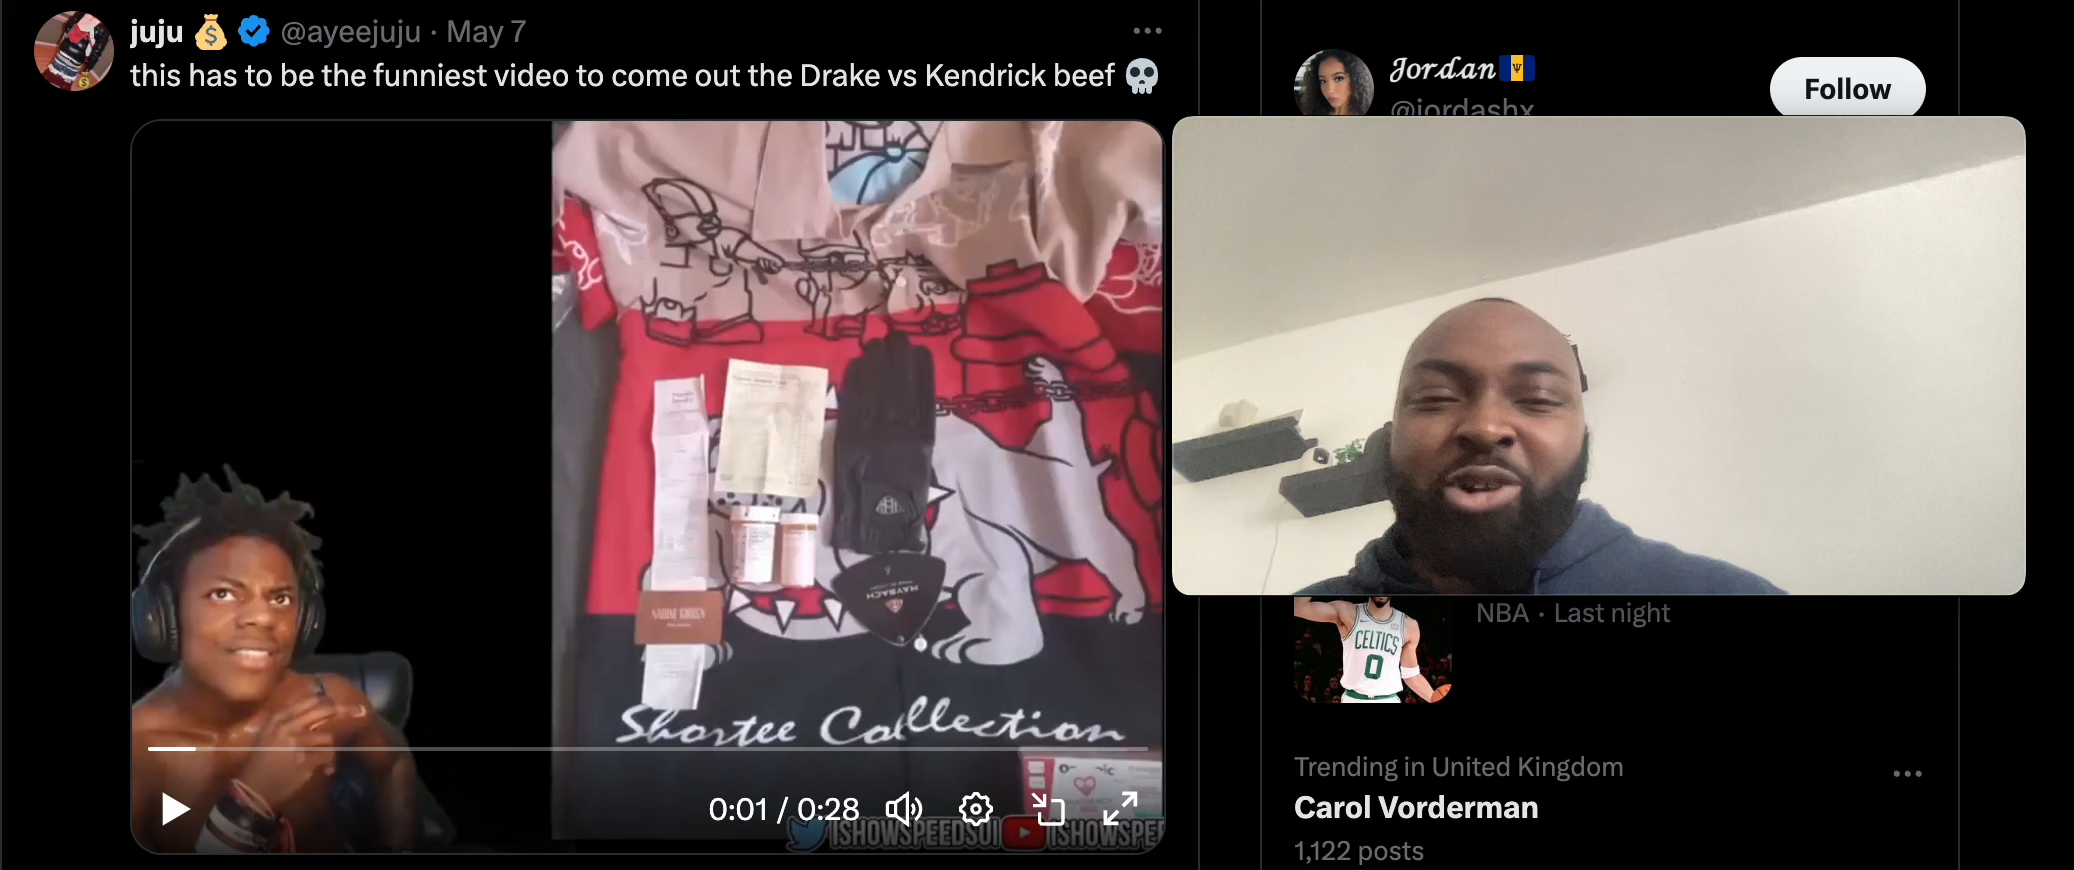 juju 💰 @ayeejuju · May 7
this has to be the funniest video to come out the Drake vs Kendrick beef 💀
Shortee Collection
MAYBACH
0:01 / 0:28
ISHOWSPEEDSUI
ISHOWSPE
Jordan
@jordashx
Follow
CELTICS
0
NBA · Last night
Trending in United Kingdom
Carol Vorderman
1,122 posts